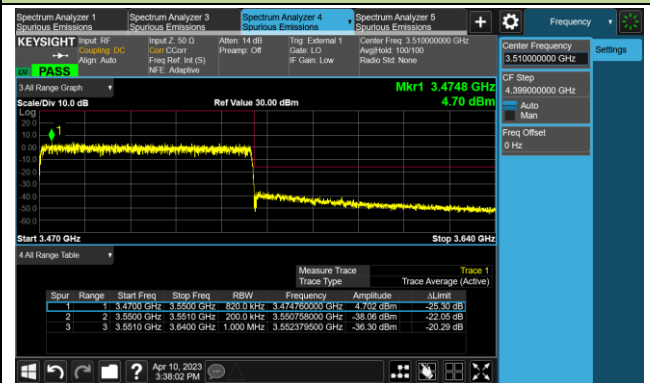 Spectrum Analyzer 1
Spurious Emissions
Spectrum Analyzer 3
Spurious Emissions
Spectrum Analyzer 4
Spurious Emissions
Spectrum Analyzer 5
Spurious Emissions
+
Frequency
KEYSIGHT
Input: RF
Coupling: DC
Align: Auto
Input Z: 50 Ω
Corr CCorr
Freq Ref: Int (S)
NFE: Adaptive
Atten: 14 dB
Preamp: Off
Trig: External 1
Gate: LO
IF Gain: Low
Center Freq: 3.510000000 GHz
Avg|Hold: 100/100
Radio Std: None
PASS
Center Frequency
3.510000000 GHz
Settings
CF Step
4.399000000 GHz
Auto
Man
Freq Offset
0 Hz
3 All Range Graph
Mkr1 3.4748 GHz
4.70 dBm
Scale/Div 10.0 dB
Ref Value 30.00 dBm
Log
20.0
10.0
0.00
-10.0
-20.0
-30.0
-40.0
-50.0
-60.0
1
Start 3.470 GHz
Stop 3.640 GHz
4 All Range Table
Measure Trace Trace 1
Trace Type Trace Average (Active)
Spur Range Start Freq Stop Freq RBW Frequency Amplitude ΔLimit
1 1 3.4700 GHz 3.5500 GHz 820.0 kHz 3.474760000 GHz 4.702 dBm -25.30 dB
2 2 3.5500 GHz 3.5510 GHz 200.0 kHz 3.550758000 GHz -38.06 dBm -22.05 dB
3 3 3.5510 GHz 3.6400 GHz 1.000 MHz 3.552379500 GHz -36.30 dBm -20.29 dB
?
Apr 10, 2023
3:38:02 PM